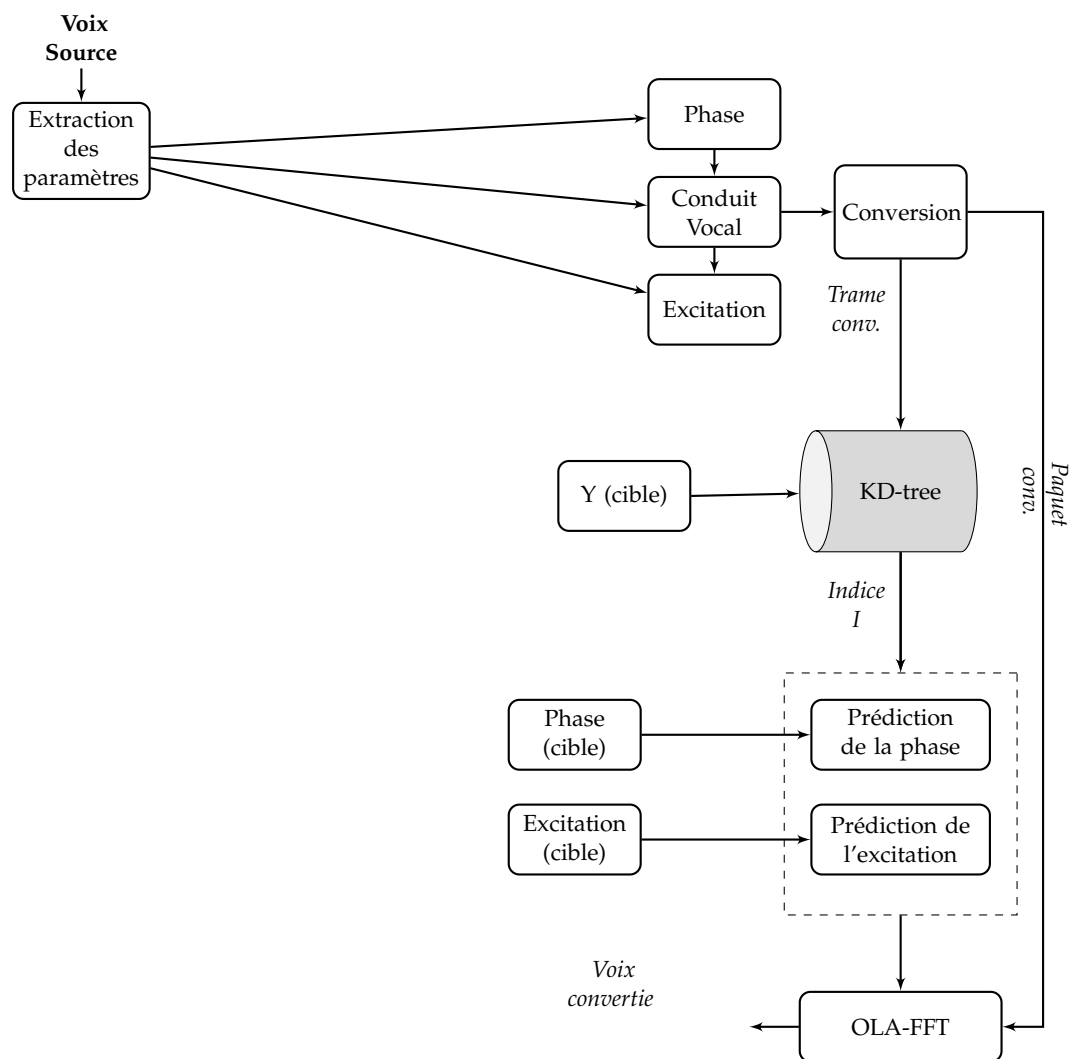 Voix
Source
Extraction
des
paramètres
Phase
Conduit
Vocal
Excitation
Conversion
Trame
conv.
Paquet
conv.
Y (cible)
KD-tree
Indice
I
Phase
(cible)
Prédiction
de la phase
Excitation
(cible)
Prédiction de
l'excitation
Voix
convertie
OLA-FFT